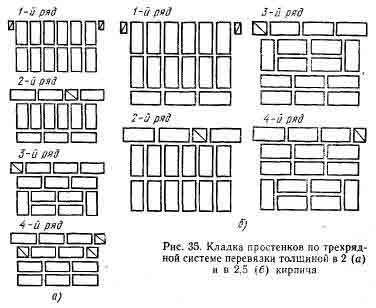 1-й ряд
2-й ряд
3-й ряд
4-й ряд
а)
1-й ряд
2-й ряд
3-й ряд
4-й ряд
б)
Рис. 35. Кладка простенков по трехряд-
ной системе перевязки толщиной в 2 (а)
и в 2,5 (б) кирпича